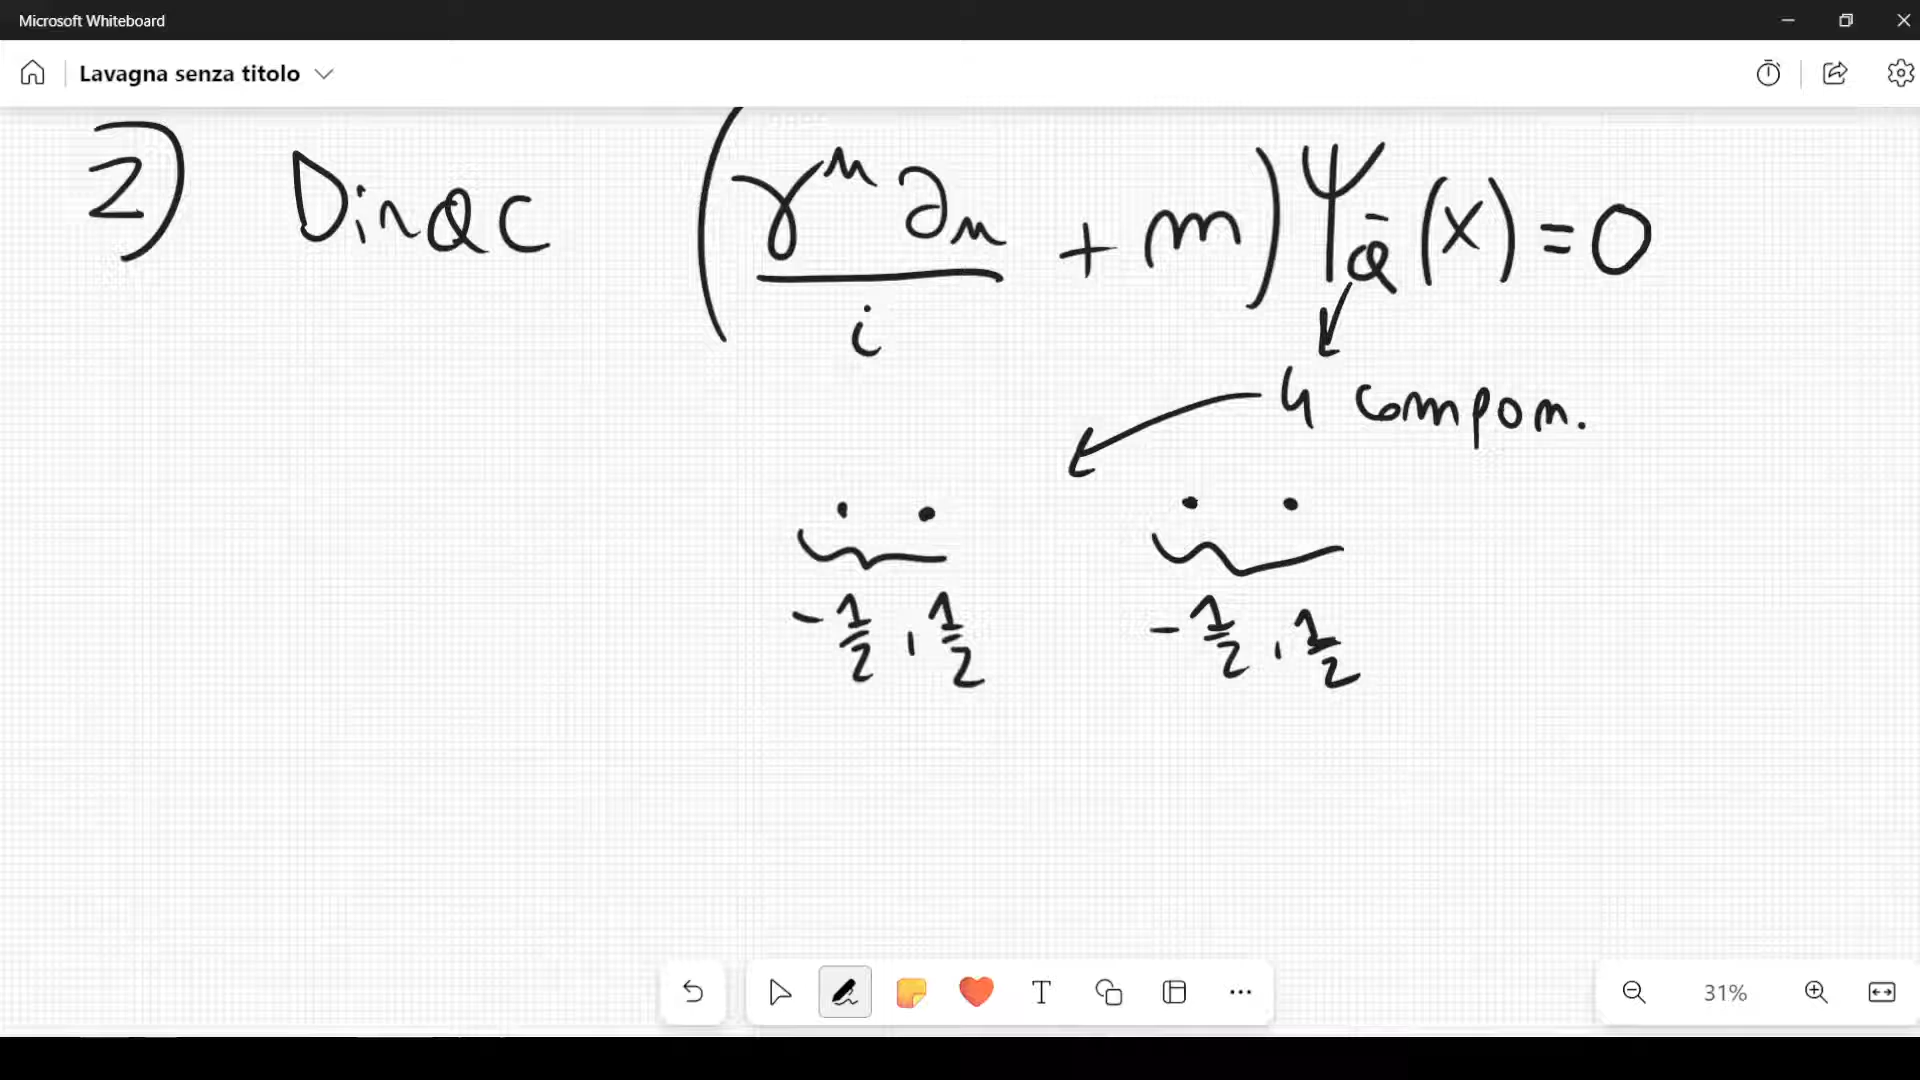 Microsoft Whiteboard
Lavagna senza titolo
2) Dirac (γ^μ ∂_μ / i + m) Ψ_ā (x) = 0
4 compon.
-1/2, 1/2 -1/2, 1/2
T
31%